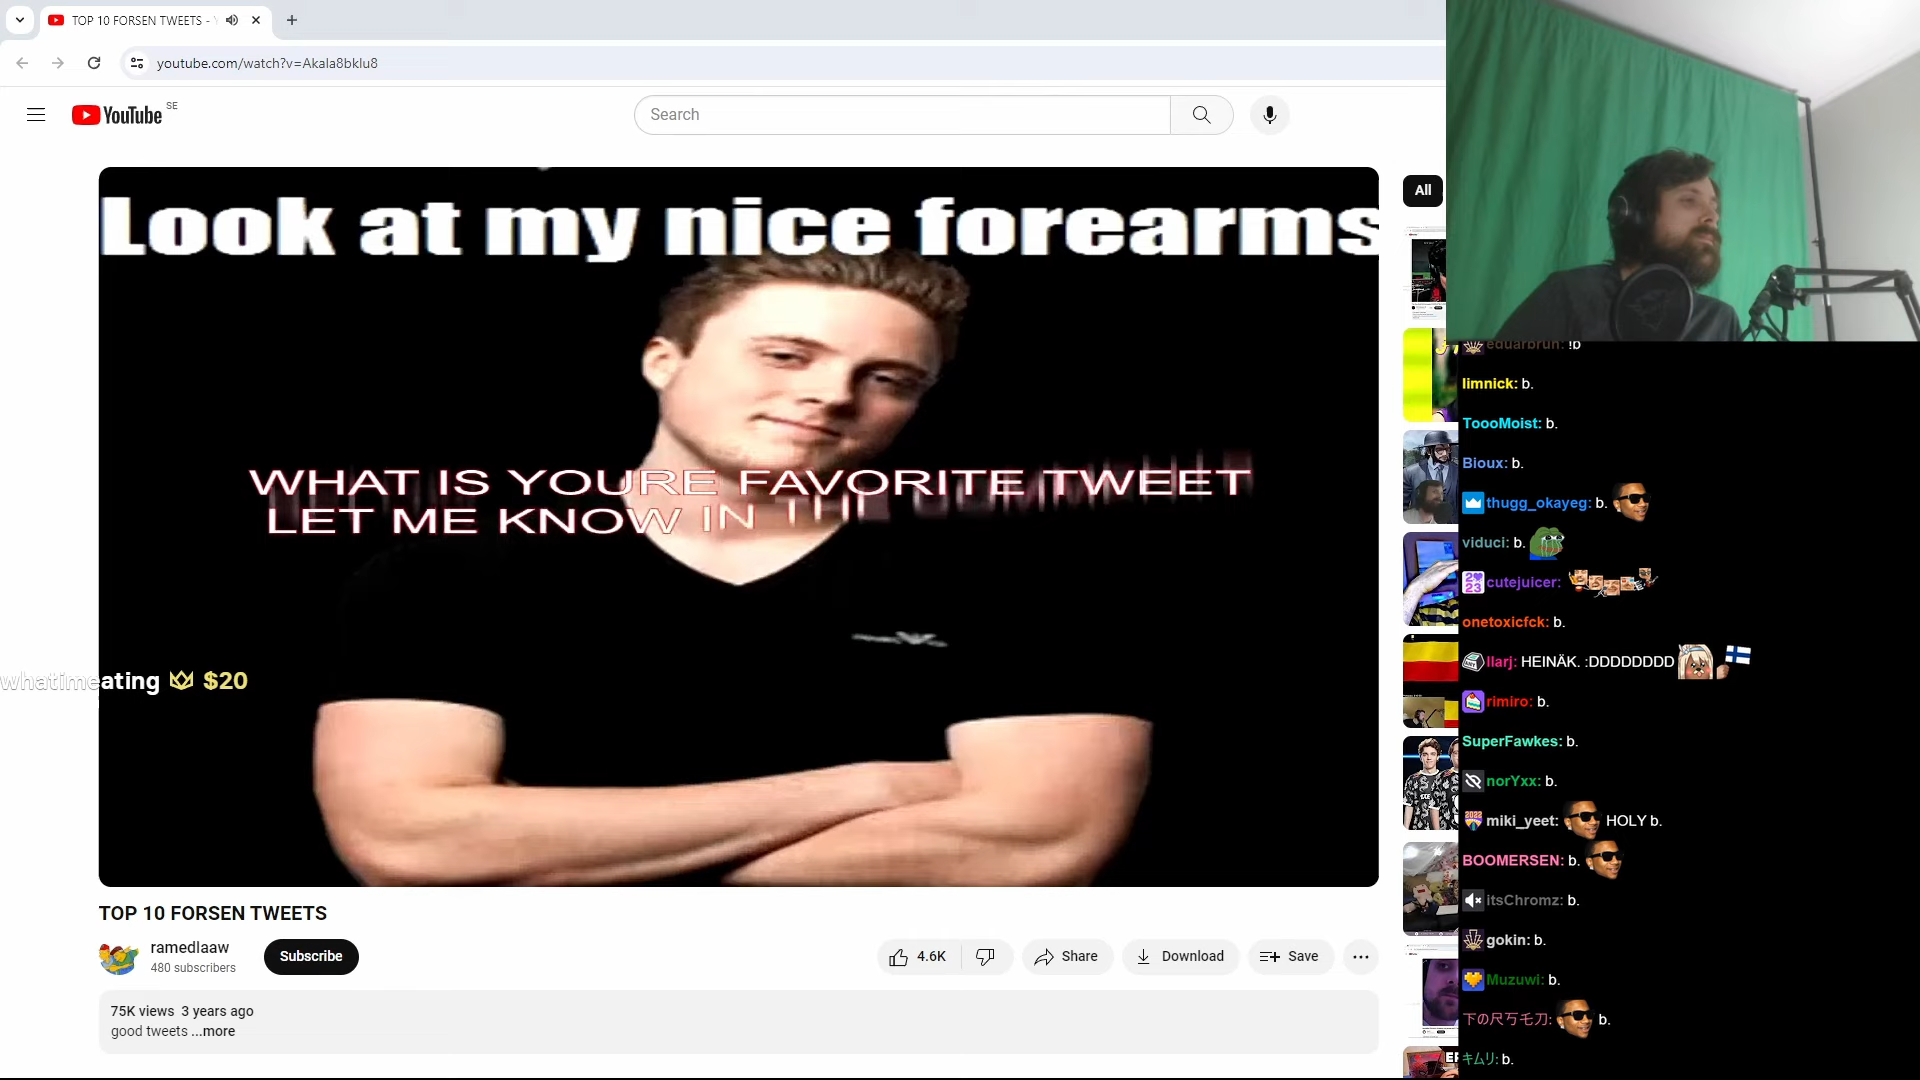 TOP 10 FORSEN TWEETS -
youtube.com/watch?v=Akala8bklu8
YouTube SE
Search
All
Look at my nice forearms
WHAT IS YOURE FAVORITE TWEET
LET ME KNOW IN
whatimeating $20
TOP 10 FORSEN TWEETS
ramedlaaw
480 subscribers
Subscribe
4.6K
Share
Download
Save
75K views 3 years ago
good tweets ...more
eduarbruh: !b
limnick: b.
ToooMoist: b.
Bioux: b.
thugg_okayeg: b.
viduci: b.
cutejuicer:
onetoxicfck: b.
llarj: HEINÄK. :DDDDDDDD
rimiro: b.
SuperFawkes: b.
norYxx: b.
miki_yeet: HOLY b.
BOOMERSEN: b.
itsChromz: b.
gokin: b.
Muzuwi: b.
下の尺丂乇刀: b.
キムリ: b.